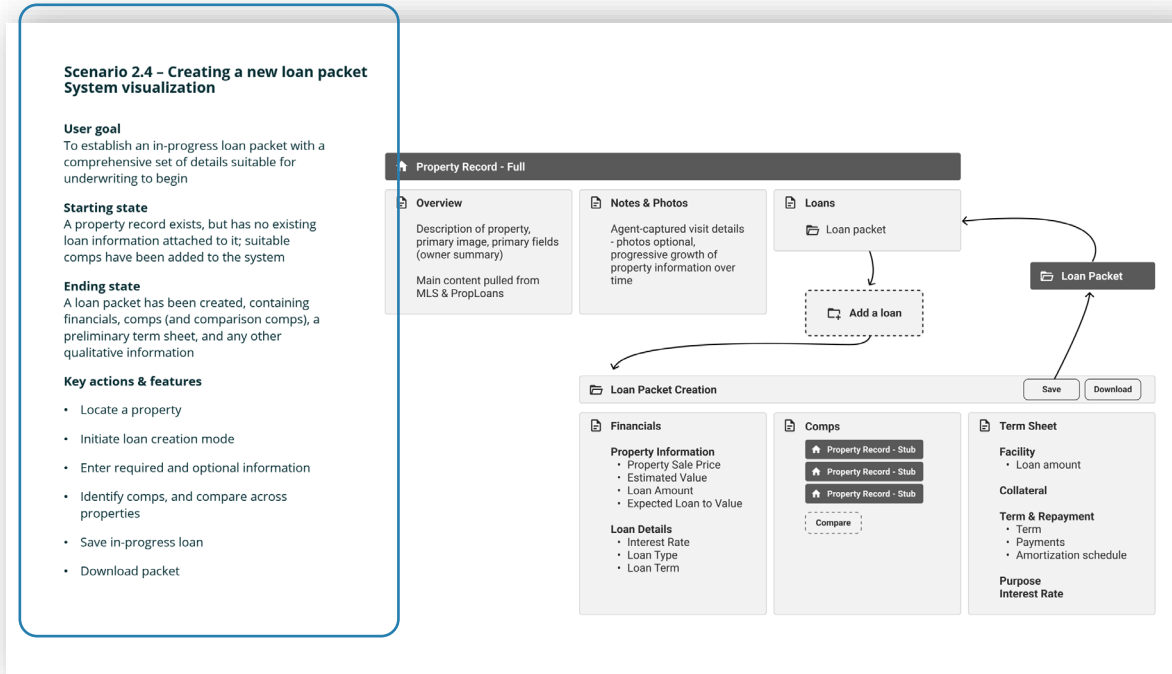 Scenario 2.4 – Creating a new loan packet
System visualization
User goal
To establish an in-progress loan packet with a
comprehensive set of details suitable for
underwriting to begin
Starting state
A property record exists, but has no existing
loan information attached to it; suitable
comps have been added to the system
Ending state
A loan packet has been created, containing
financials, comps (and comparison comps), a
preliminary term sheet, and any other
qualitative information
Key actions & features
• Locate a property
• Initiate loan creation mode
• Enter required and optional information
• Identify comps, and compare across
properties
• Save in-progress loan
• Download packet
Property Record - Full
Overview
Description of property,
primary image, primary fields
(owner summary)
Main content pulled from
MLS & PropLoans
Notes & Photos
Agent-captured visit details
- photos optional,
progressive growth of
property information over
time
Loans
Loan packet
Add a loan
Loan Packet
Loan Packet Creation
Save
Download
Financials
Property Information
• Property Sale Price
• Estimated Value
• Loan Amount
• Expected Loan to Value
Loan Details
• Interest Rate
• Loan Type
• Loan Term
Comps
Property Record - Stub
Property Record - Stub
Property Record - Stub
Compare
Term Sheet
Facility
• Loan amount
Collateral
Term & Repayment
• Term
• Payments
• Amortization schedule
Purpose
Interest Rate